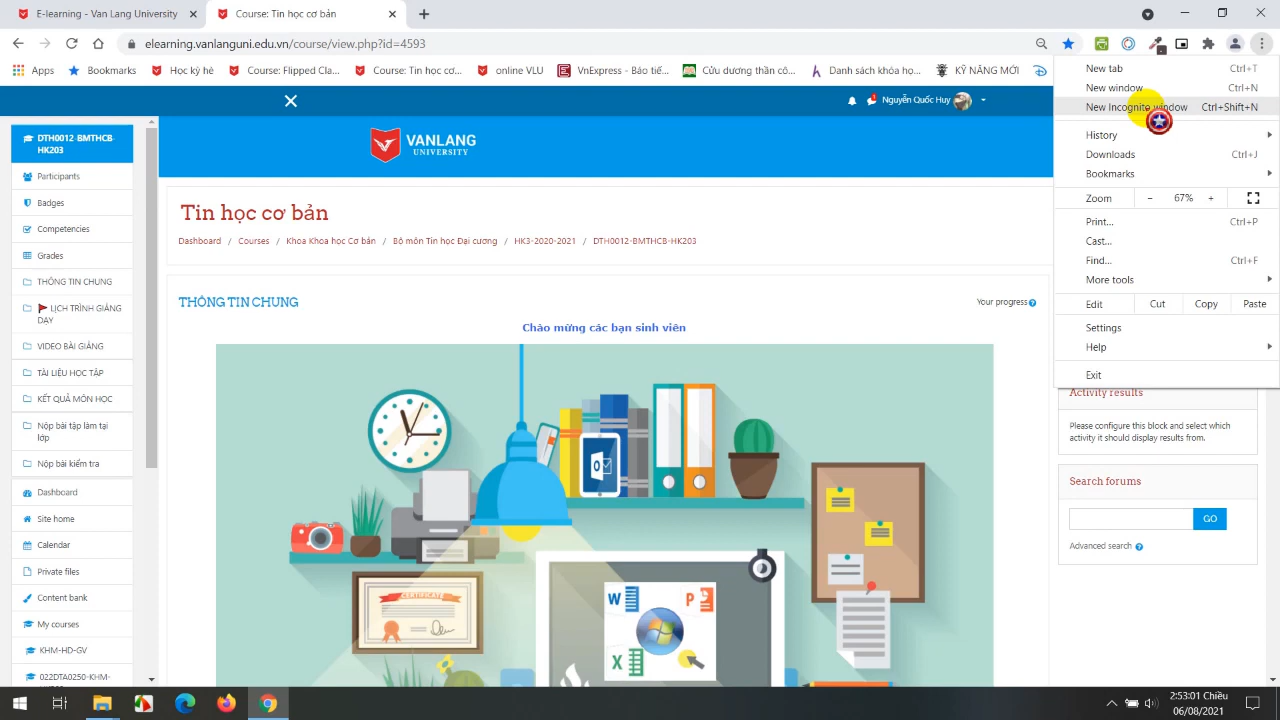 E-learning - Van Lang University
Course: Tin học cơ bản
elearning.vanlanguni.edu.vn/course/view.php?id=4593
Apps
Bookmarks
Học kỳ hè
Course: Flipped Clas...
Course: Tin học cơ...
online VLU
VnExpress - Báo tiế...
Cửu dương thần cô...
Danh sách khóa họ...
KỸ NĂNG MỚI
Nguyễn Quốc Huy
New tab Ctrl+T
New window Ctrl+N
New Incognito window Ctrl+Shift+N
History
Downloads Ctrl+J
Bookmarks
Zoom - 67% +
Print... Ctrl+P
Cast...
Find... Ctrl+F
More tools
Edit Cut Copy Paste
Settings
Help
Exit
DTH0012-BMTHCB-
HK203
Participants
Badges
Competencies
Grades
THÔNG TIN CHUNG
LỊCH TRÌNH GIẢNG
DẠY
VIDEO BÀI GIẢNG
TÀI LIỆU HỌC TẬP
KẾT QUẢ MÔN HỌC
Nộp bài tập làm tại
lớp
Nộp bài kiểm tra
Dashboard
Site home
Calendar
Private files
Content bank
My courses
KHM-HD-GV
022DTA0250-KHM-
VANLANG
UNIVERSITY
Tin học cơ bản
Dashboard / Courses / Khoa Khoa học Cơ bản / Bộ môn Tin học Đại cương / HK3-2020-2021 / DTH0012-BMTHCB-HK203
THÔNG TIN CHUNG
Your progress
Chào mừng các bạn sinh viên
CERTIFICATE
W
P
X
Activity results
Please configure this block and select which
activity it should display results from.
Search forums
GO
Advanced search
2:53:01 Chiều
06/08/2021